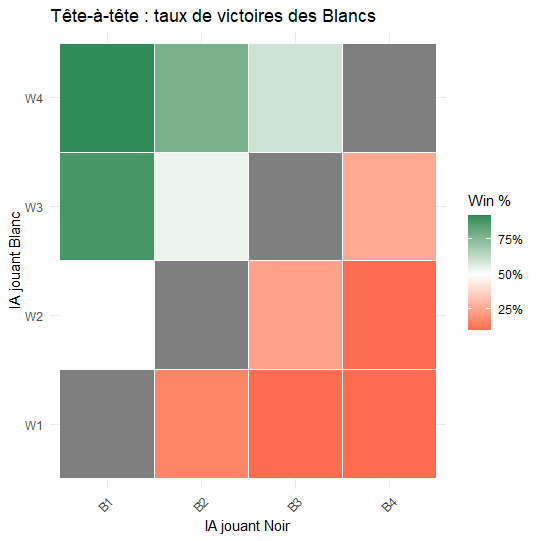 Tête-à-tête : taux de victoires des Blancs
IA jouant Blanc
W4
W3
W2
W1
B1
B2
B3
B4
IA jouant Noir
Win %
75%
50%
25%